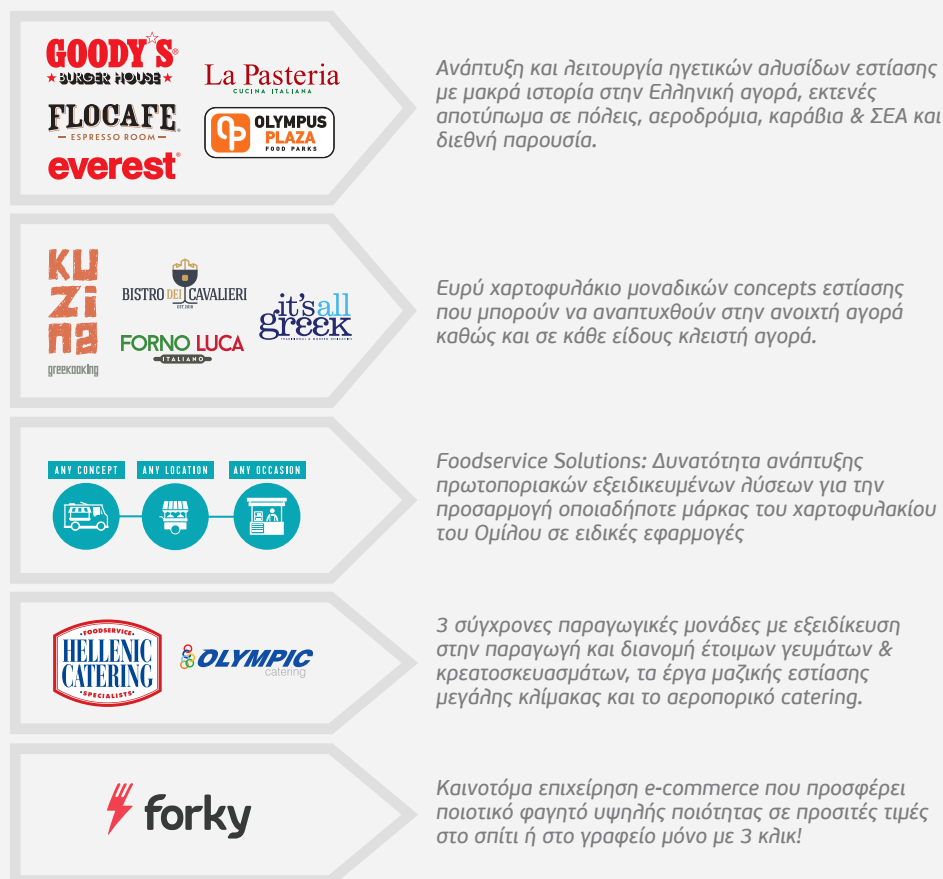 GOODY'S®
BURGER HOUSE
La Pasteria
CUCINA ITALIANA
FLOCAFE®
ESPRESSO ROOM
OLYMPUS
PLAZA
FOOD PARKS
everest®
Ανάπτυξη και λειτουργία ηγετικών αλυσίδων εστίασης
με μακρά ιστορία στην Ελληνική αγορά, εκτενές
αποτύπωμα σε πόλεις, αεροδρόμια, καράβια & ΣΕΑ και
διεθνή παρουσία.
KU
ZI
NA
greekooking
BISTRO DEI CAVALIERI
EST. 2018
FORNO LUCA
ITALIANO
it's all
greek
Ευρύ χαρτοφυλάκιο μοναδικών concepts εστίασης
που μπορούν να αναπτυχθούν στην ανοιχτή αγορά
καθώς και σε κάθε είδους κλειστή αγορά.
ANY CONCEPT ANY LOCATION ANY OCCASION
Foodservice Solutions: Δυνατότητα ανάπτυξης
πρωτοποριακών εξειδικευμένων λύσεων για την
προσαρμογή οποιαδήποτε μάρκας του χαρτοφυλακίου
του Ομίλου σε ειδικές εφαρμογές
FOODSERVICE
HELLENIC
CATERING
SPECIALISTS
OLYMPIC
catering
3 σύγχρονες παραγωγικές μονάδες με εξειδίκευση
στην παραγωγή και διανομή έτοιμων γευμάτων &
κρεατοσκευασμάτων, τα έργα μαζικής εστίασης
μεγάλης κλίμακας και το αεροπορικό catering.
forky
Καινοτόμα επιχείρηση e-commerce που προσφέρει
ποιοτικό φαγητό υψηλής ποιότητας σε προσιτές τιμές
στο σπίτι ή στο γραφείο μόνο με 3 κλικ!